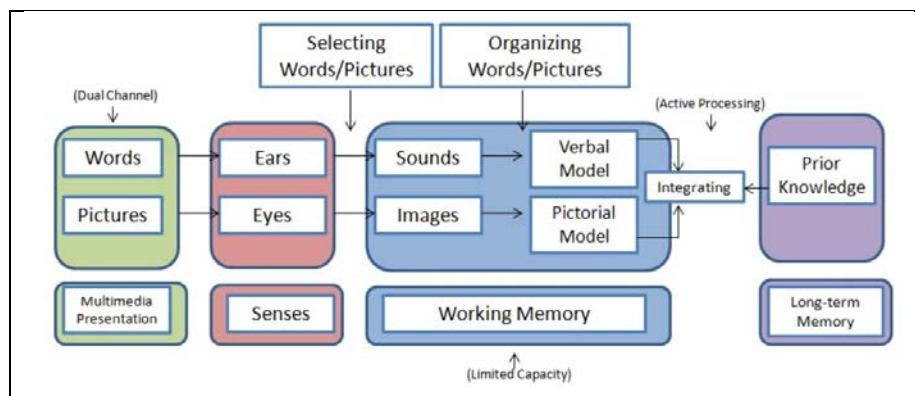 Selecting
Words/Pictures
Organizing
Words/Pictures
(Dual Channel)
(Active Processing)
Words
Ears
Sounds
Verbal
Model
Integrating
Prior
Knowledge
Pictures
Eyes
Images
Pictorial
Model
Multimedia
Presentation
Senses
Working Memory
Long-term
Memory
(Limited Capacity)